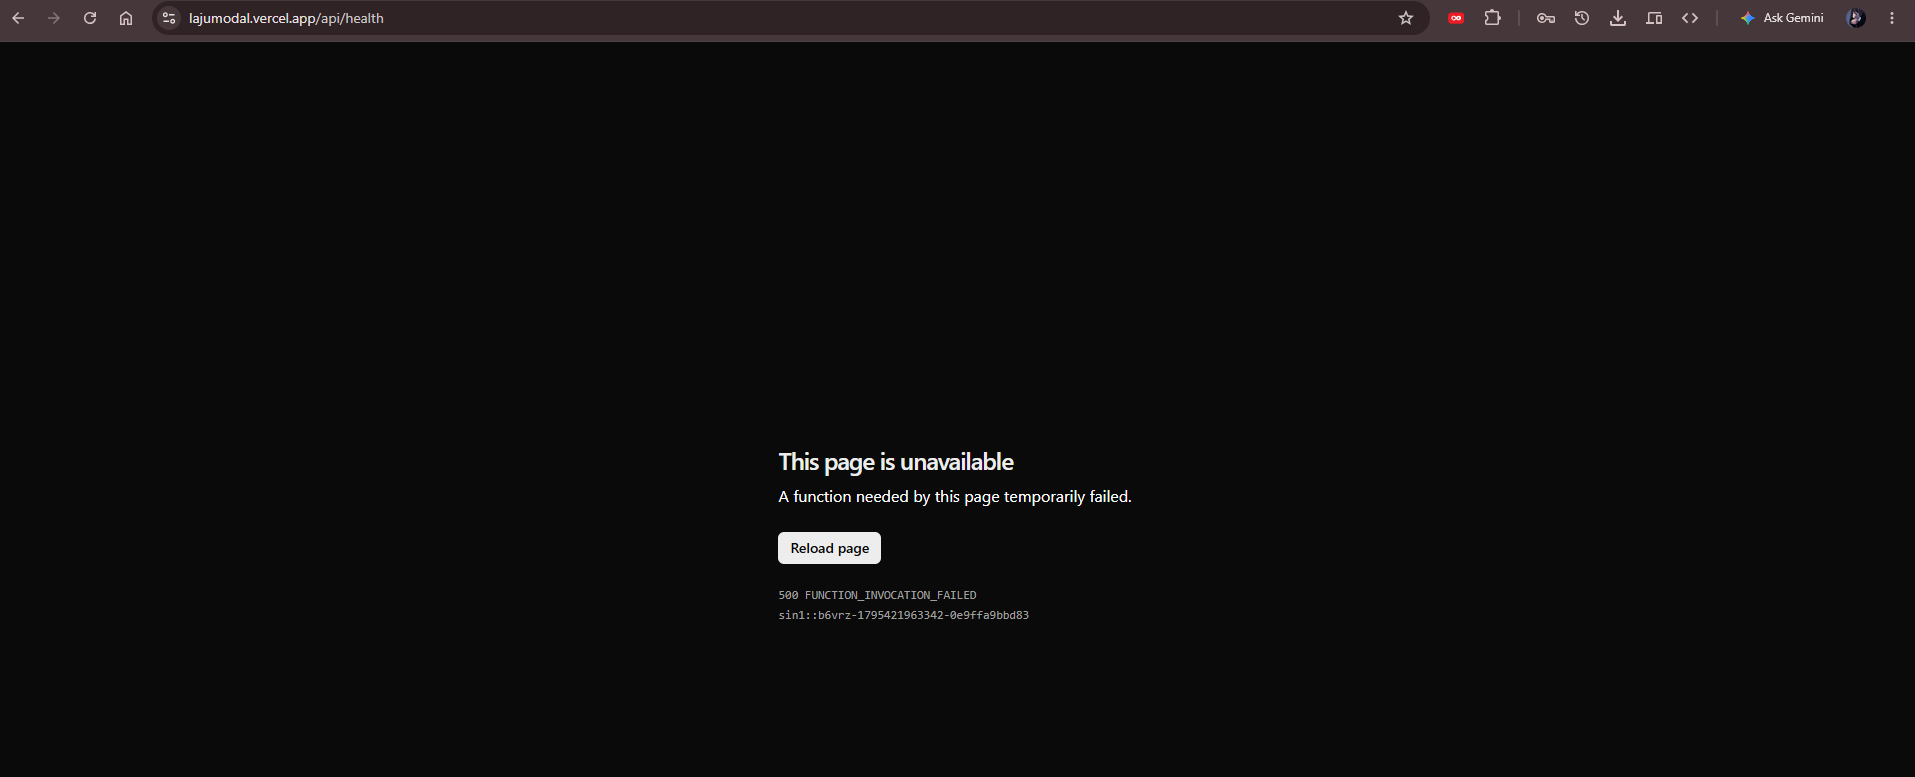 lajumodal.vercel.app/api/health
Ask Gemini
This page is unavailable
A function needed by this page temporarily failed.
Reload page
500 FUNCTION_INVOCATION_FAILED
sin1::b6vrz-1795421963342-0e9ffa9bbd83